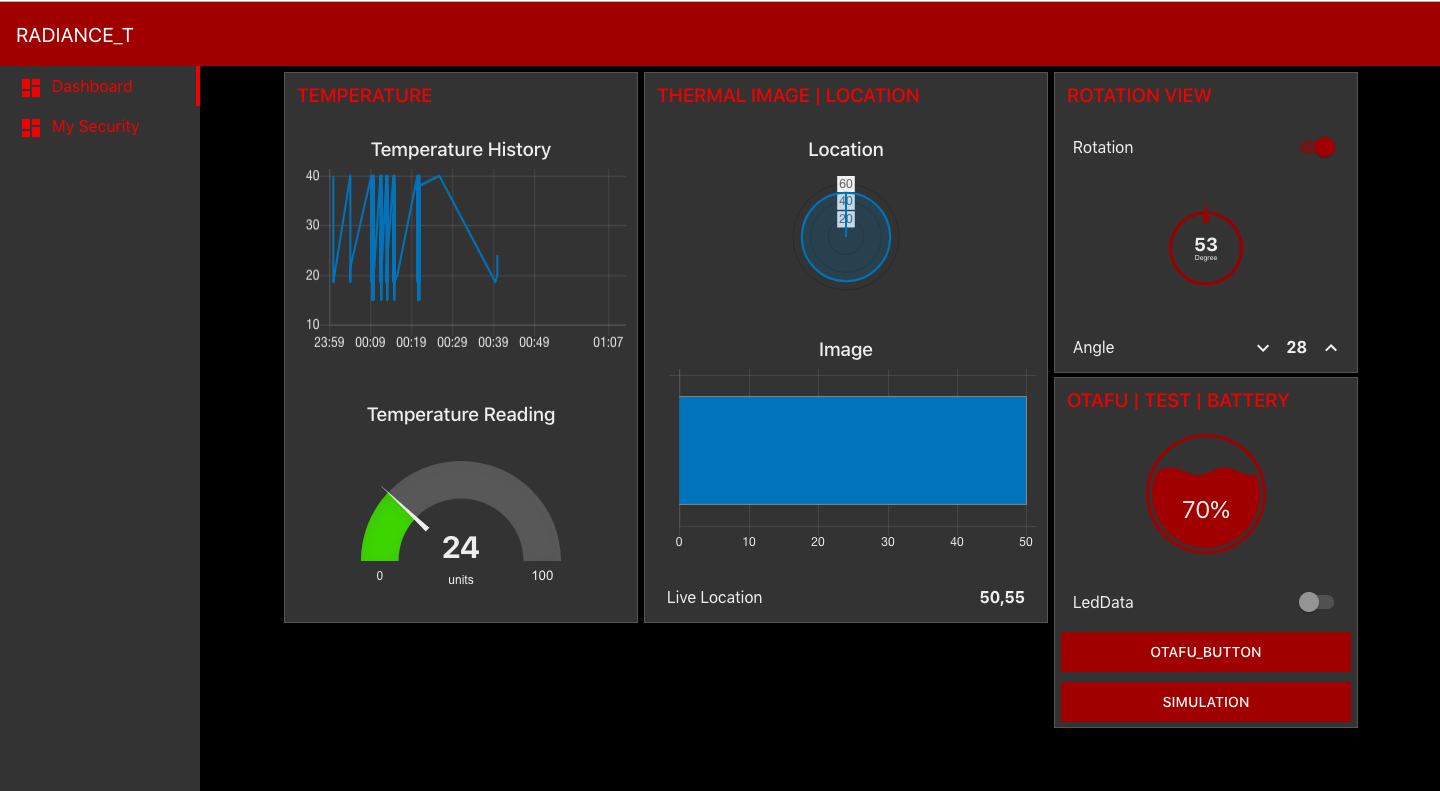 RADIANCE_T
Dashboard
My Security
TEMPERATURE
Temperature History
40
30
20
10
23:59 00:09 00:19 00:29 00:39 00:49 01:07
Temperature Reading
24
0 units 100
THERMAL IMAGE | LOCATION
Location
60
40
20
Image
0 10 20 30 40 50
Live Location 50,55
ROTATION VIEW
Rotation
53
Degree
Angle 28
OTAFU | TEST | BATTERY
70%
LedData
OTAFU_BUTTON
SIMULATION